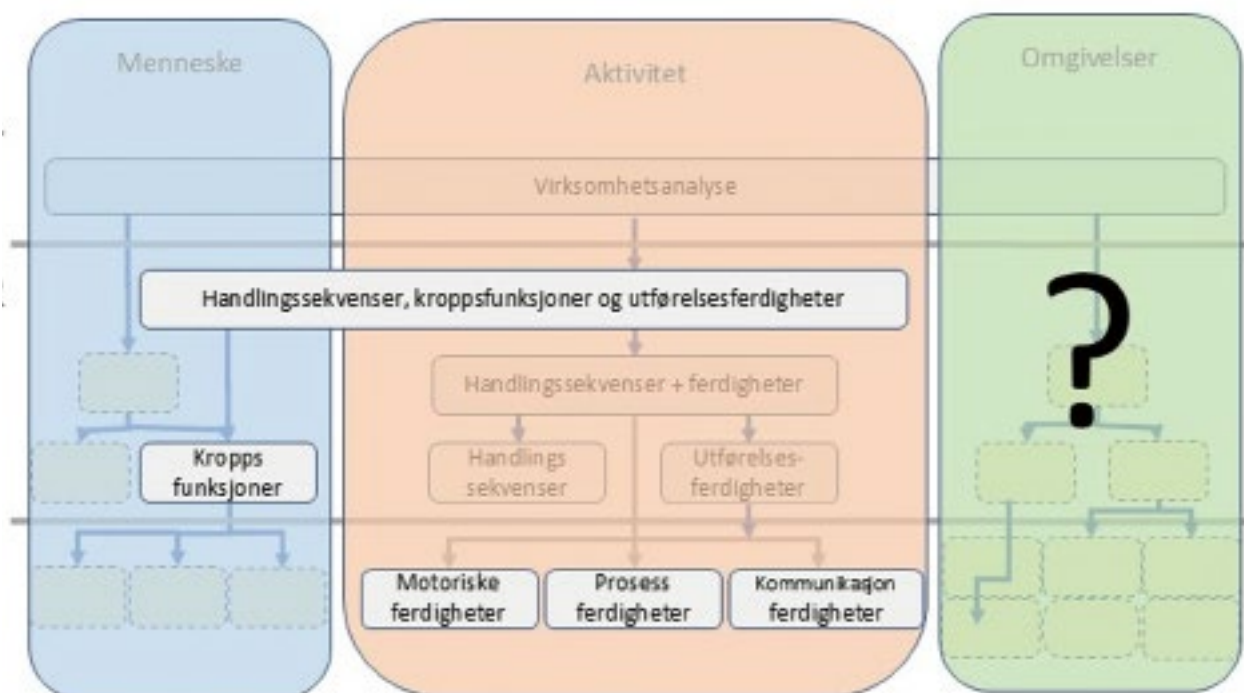 Menneske
Aktivitet
Omgivelser
Virksomhetsanalyse
Handlingssekvenser, kroppsfunksjoner og utførelsesferdigheter
Handlingssekvenser + ferdigheter
?
Kropps
funksjoner
Handlings
sekvenser
Utførelses-
ferdigheter
Motoriske
ferdigheter
Prosess
ferdigheter
Kommunikasjon
ferdigheter